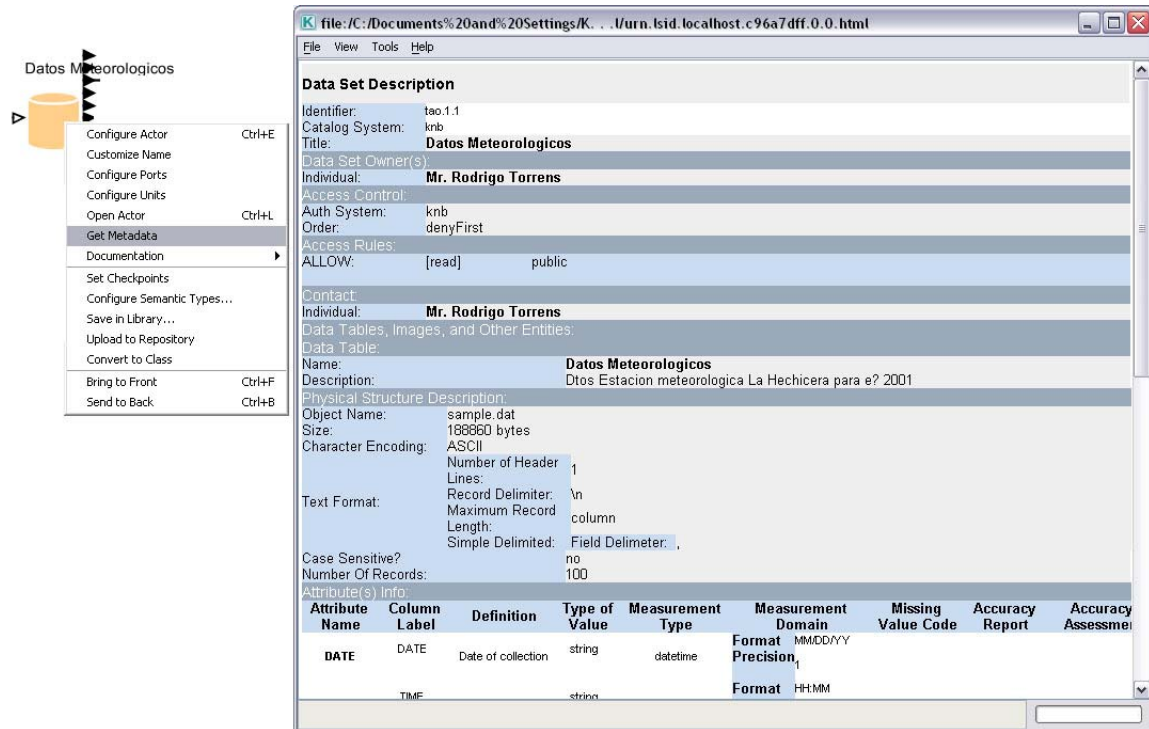 Datos Meteorologicos
Configure Actor Ctrl+E
Customize Name
Configure Ports
Configure Units
Open Actor Ctrl+L
Get Metadata
Documentation
Set Checkpoints
Configure Semantic Types...
Save in Library...
Upload to Repository
Convert to Class
Bring to Front Ctrl+F
Send to Back Ctrl+B
file:/C:/Documents%20and%20Settings/K. . ./urn.lsid.localhost.c96a7dff.0.0.html
File View Tools Help
Data Set Description
Identifier: tao.1.1
Catalog System: knb
Title: Datos Meteorologicos
Data Set Owner(s):
Individual: Mr. Rodrigo Torrens
Access Control:
Auth System: knb
Order: denyFirst
Access Rules:
ALLOW: [read] public
Contact:
Individual: Mr. Rodrigo Torrens
Data Tables, Images, and Other Entities:
Data Table:
Name: Datos Meteorologicos
Description: Dtos Estacion meteorologica La Hechicera para e? 2001
Physical Structure Description:
Object Name: sample.dat
Size: 188860 bytes
Character Encoding: ASCII
Text Format:
Number of Header Lines: 1
Record Delimiter: \n
Maximum Record Length: column
Simple Delimited: Field Delimeter: ,
Case Sensitive? no
Number Of Records: 100
Attribute(s) Info:
Attribute Name Column Label Definition Type of Value Measurement Type Measurement Domain Missing Value Code Accuracy Report Accuracy Assessme
DATE DATE Date of collection string datetime Format MM/DD/YY
Precision 1
TIME string Format HH:MM